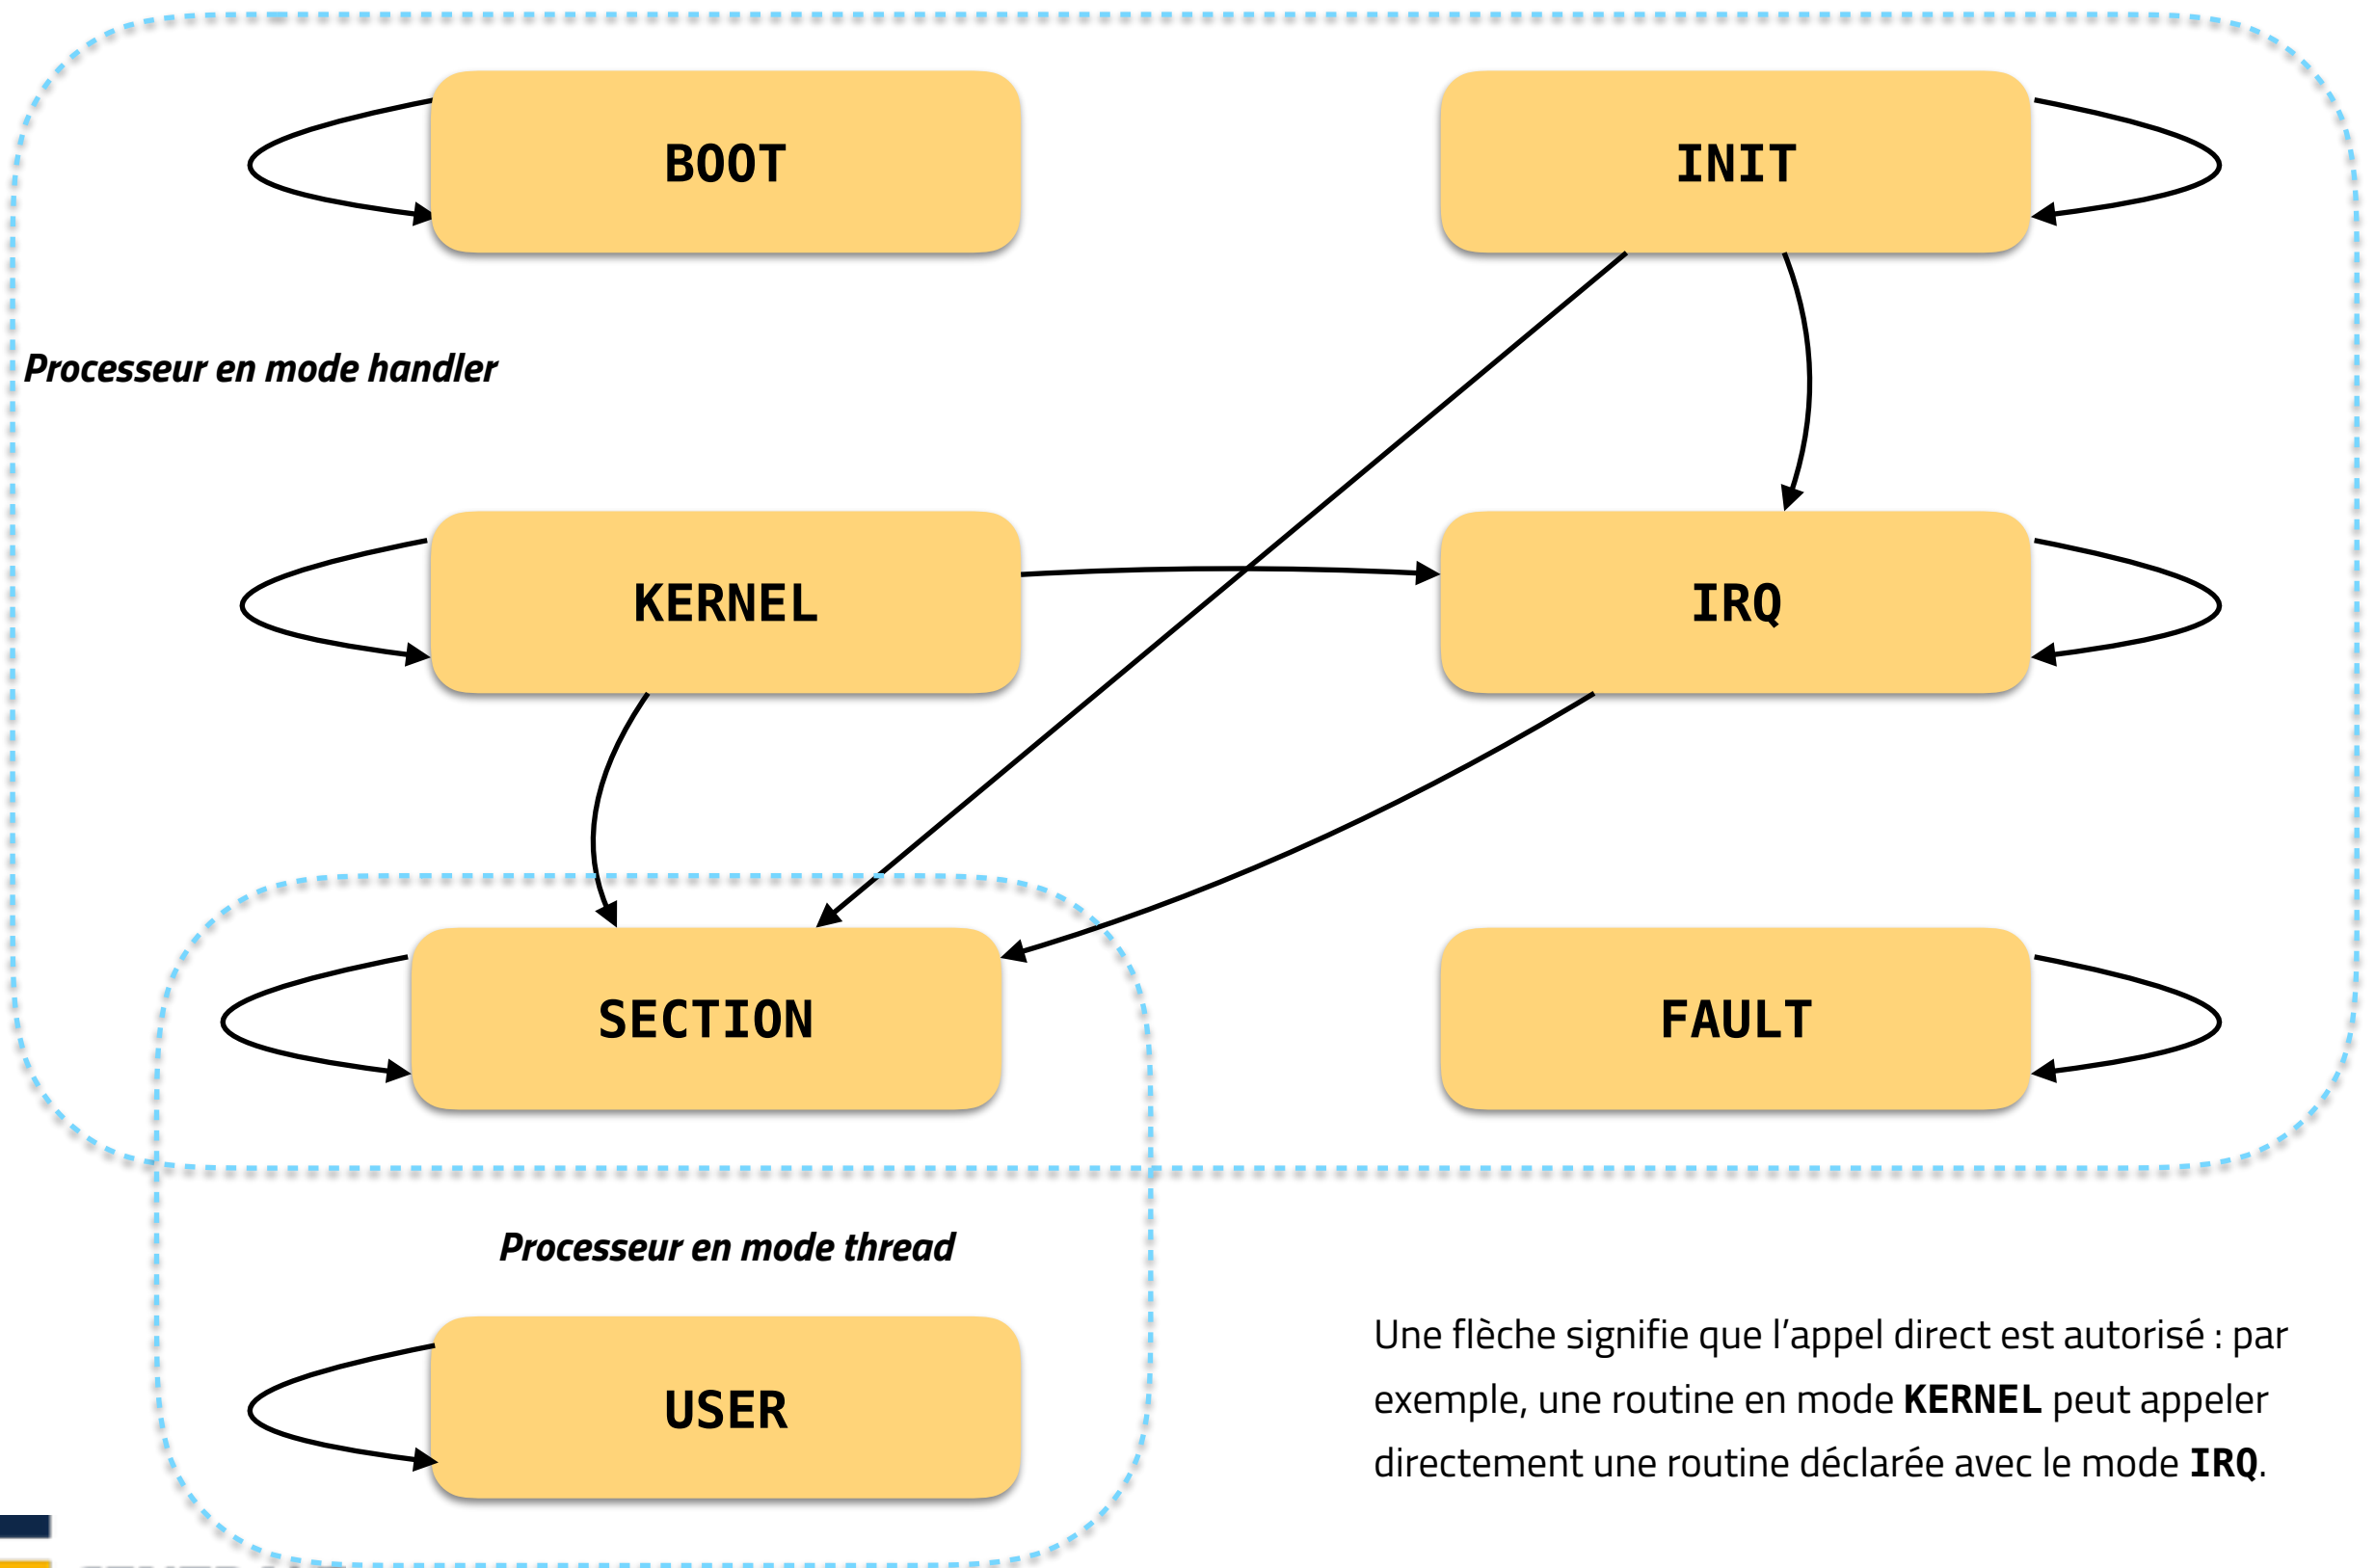 BOOT
INIT
Processeur en mode handler
KERNEL
IRQ
SECTION
FAULT
Processeur en mode thread
USER
Une flèche signifie que l’appel direct est autorisé : par
exemple, une routine en mode KERNEL peut appeler
directement une routine déclarée avec le mode IRQ.